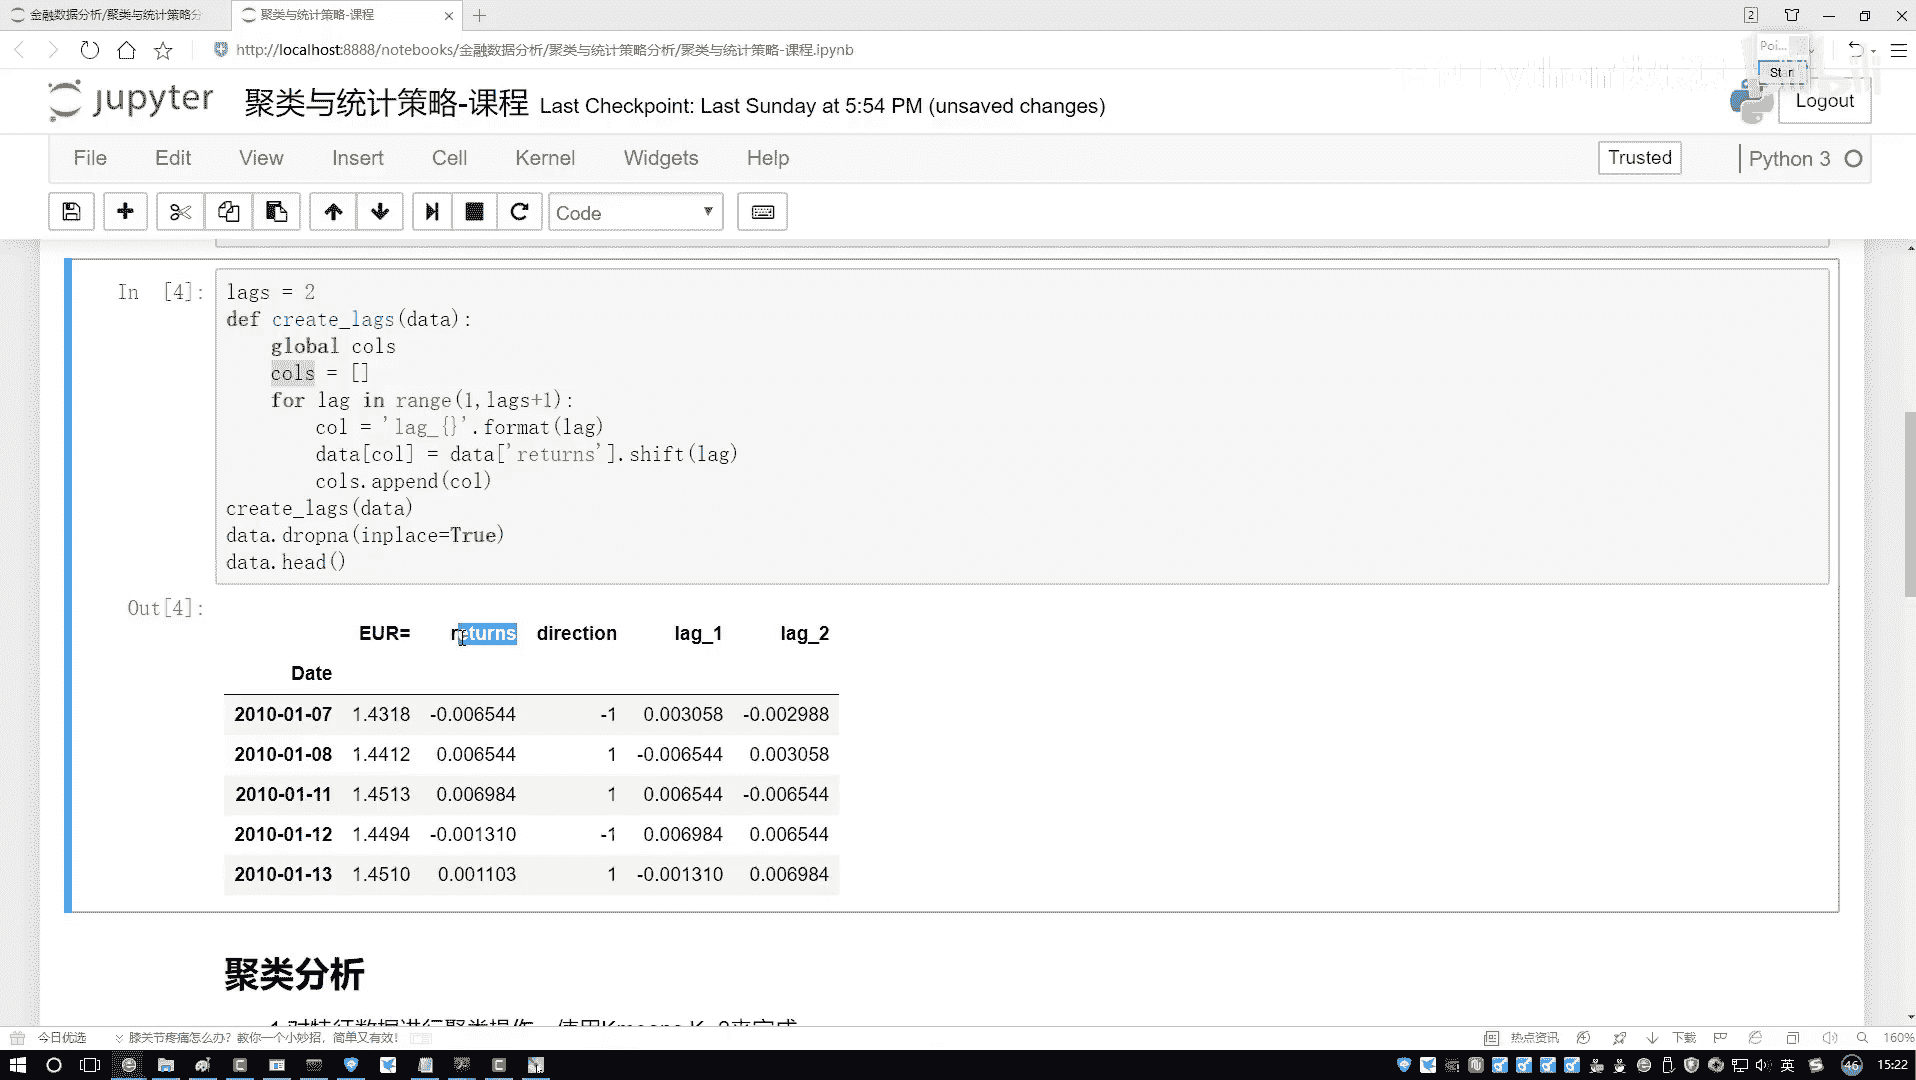 金融数据分析/聚类与统计策略分
聚类与统计策略-课程
2
http://localhost:8888/notebooks/金融数据分析/聚类与统计策略分析/聚类与统计策略-课程.ipynb
Poi...
Start
jupyter 聚类与统计策略-课程 Last Checkpoint: Last Sunday at 5:54 PM (unsaved changes)
Logout
File Edit View Insert Cell Kernel Widgets Help
Trusted
Python 3
Code
In [4]:
lags = 2
def create_lags(data):
global cols
cols = []
for lag in range(1,lags+1):
col = 'lag_{}'.format(lag)
data[col] = data['returns'].shift(lag)
cols.append(col)
create_lags(data)
data.dropna(inplace=True)
data.head()
Out[4]:
EUR= returns direction lag_1 lag_2
Date
2010-01-07 1.4318 -0.006544 -1 0.003058 -0.002988
2010-01-08 1.4412 0.006544 1 -0.006544 0.003058
2010-01-11 1.4513 0.006984 1 0.006544 -0.006544
2010-01-12 1.4494 -0.001310 -1 0.006984 0.006544
2010-01-13 1.4510 0.001103 1 -0.001310 0.006984
聚类分析
今日优选
膝关节疼痛怎么办？教你一个小妙招，简单又有效！
热点资讯
下载
160%
英
46
15:22